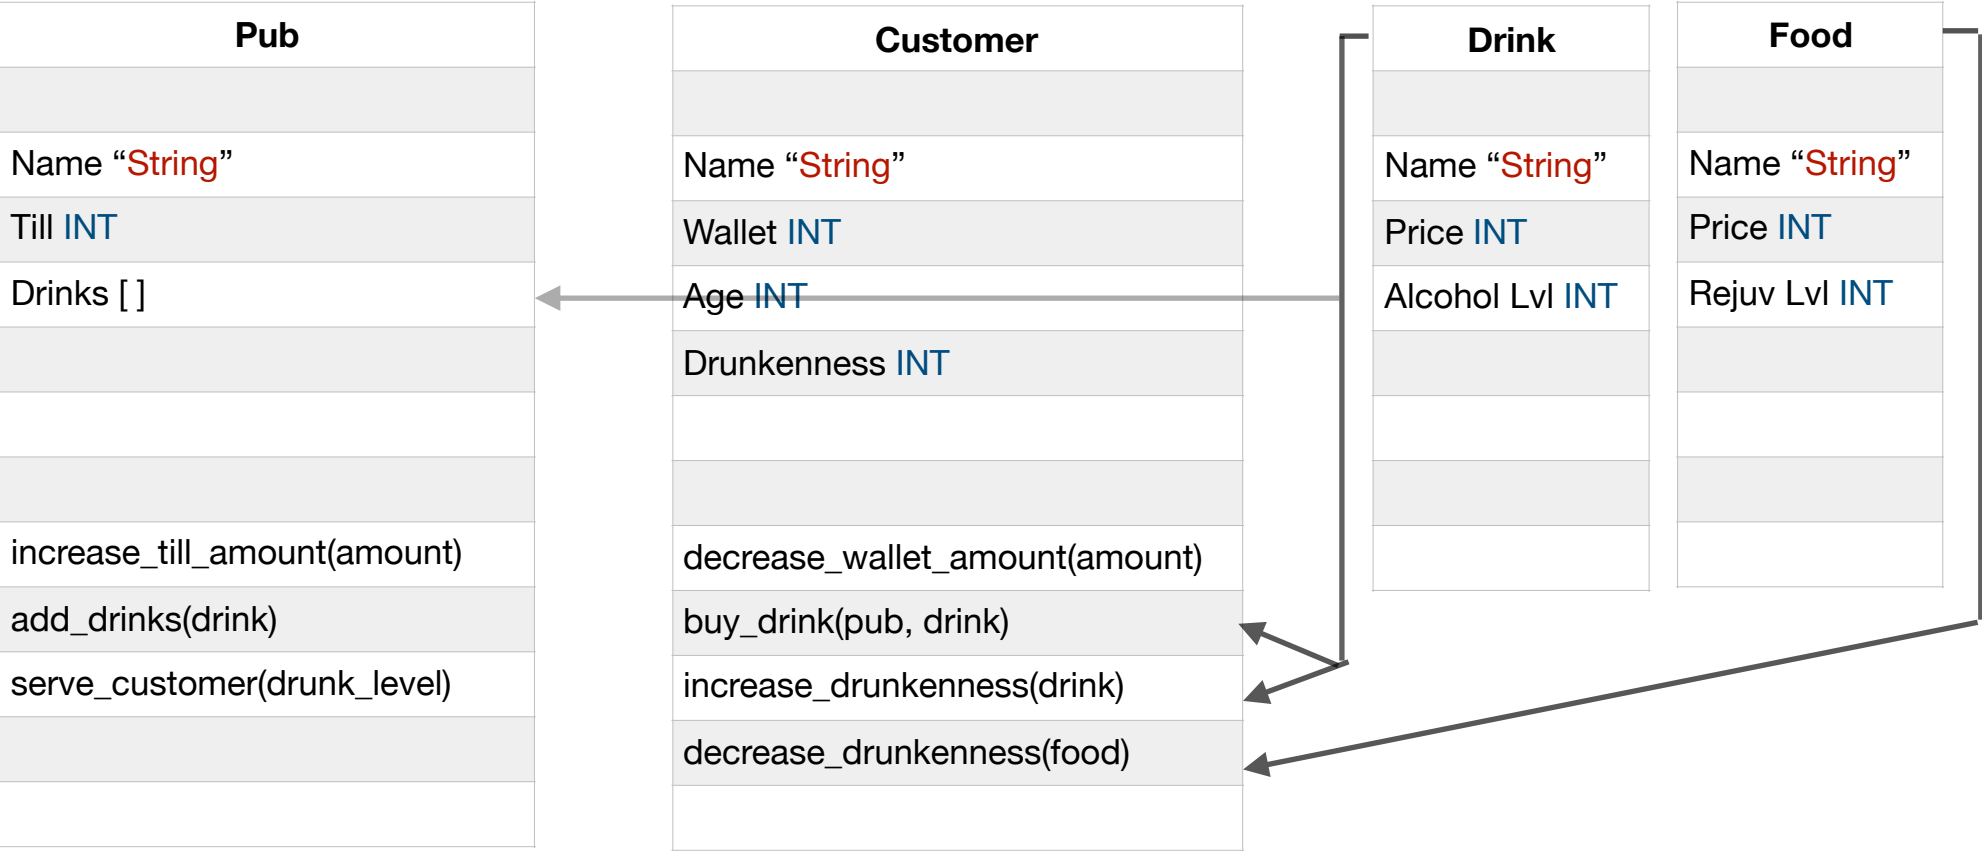 Pub
Name “String”
Till INT
Drinks [ ]
increase_till_amount(amount)
add_drinks(drink)
serve_customer(drunk_level)
Customer
Name “String”
Wallet INT
Age INT
Drunkenness INT
decrease_wallet_amount(amount)
buy_drink(pub, drink)
increase_drunkenness(drink)
decrease_drunkenness(food)
Drink
Name “String”
Price INT
Alcohol Lvl INT
Food
Name “String”
Price INT
Rejuv Lvl INT